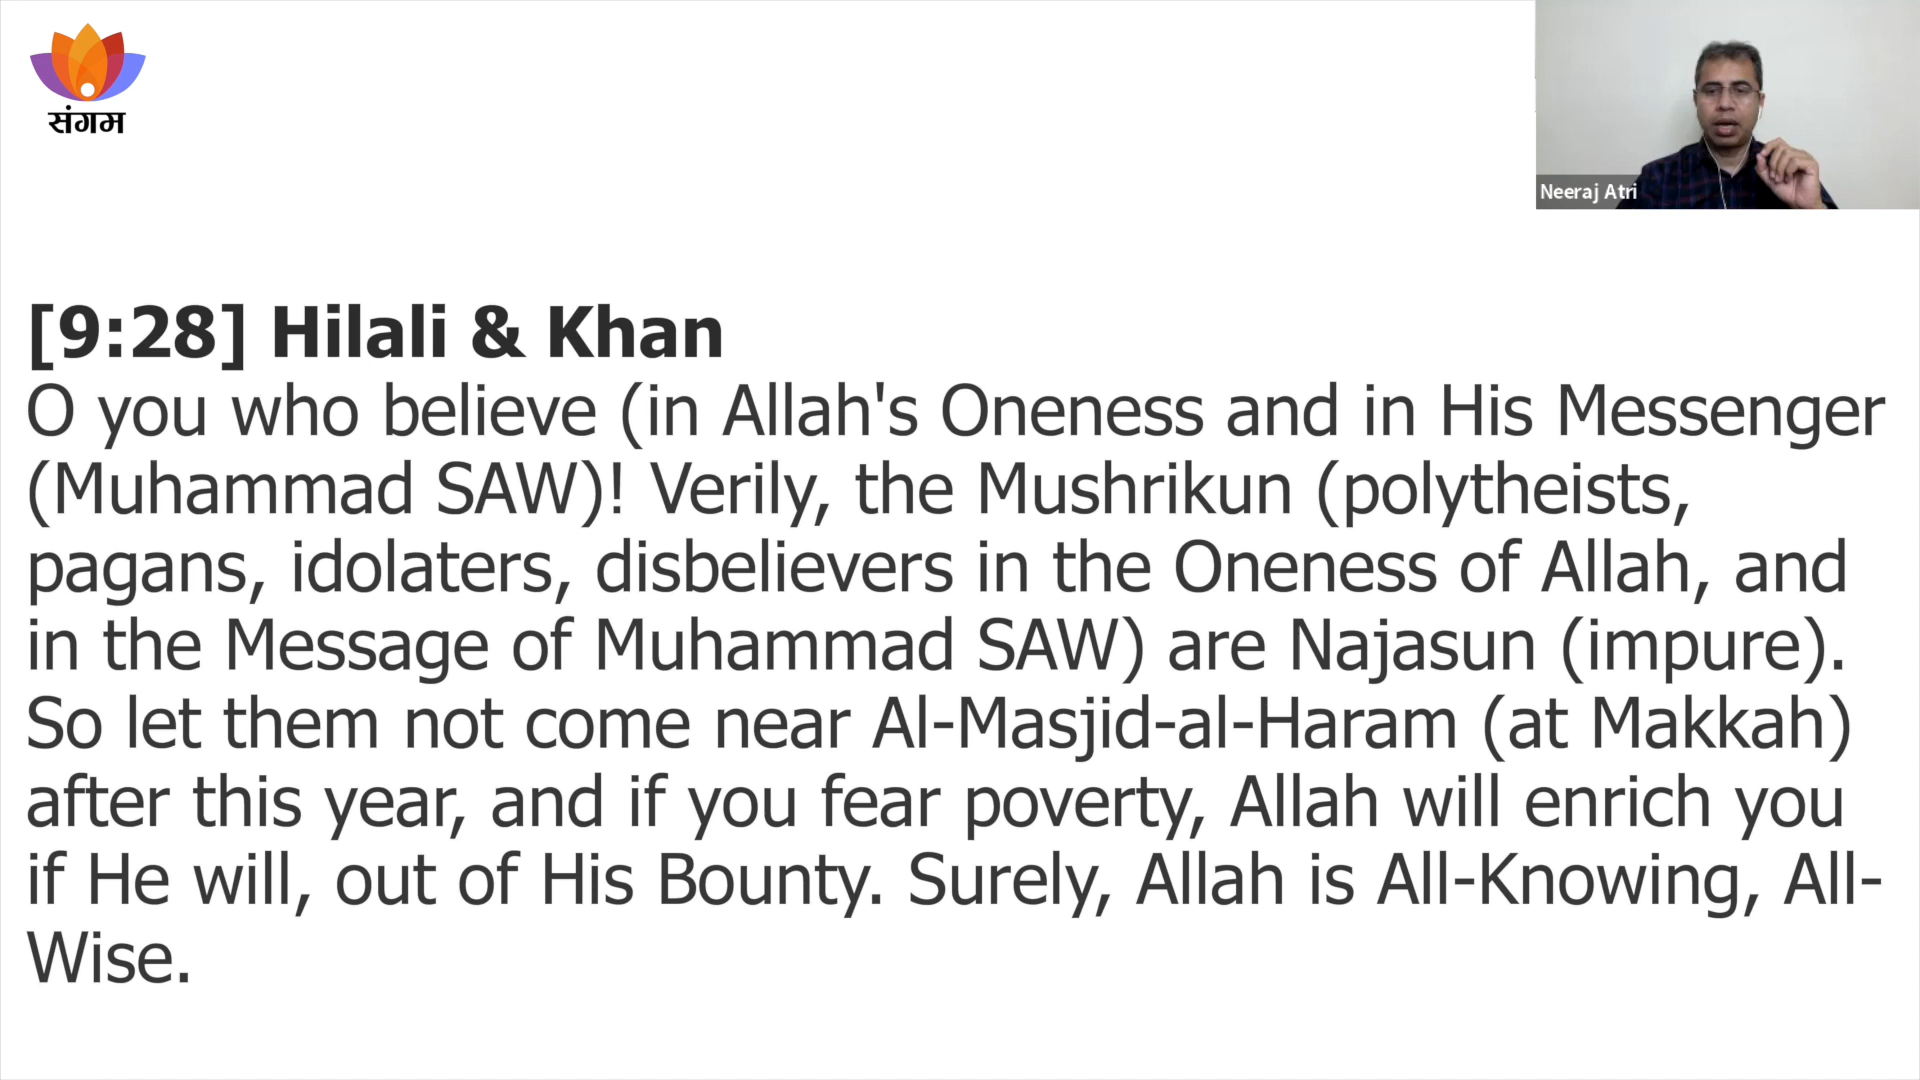 संगम
Neeraj Atri
[9:28] Hilali & Khan
O you who believe (in Allah's Oneness and in His Messenger
(Muhammad SAW)! Verily, the Mushrikun (polytheists,
pagans, idolaters, disbelievers in the Oneness of Allah, and
in the Message of Muhammad SAW) are Najasun (impure).
So let them not come near Al-Masjid-al-Haram (at Makkah)
after this year, and if you fear poverty, Allah will enrich you
if He will, out of His Bounty. Surely, Allah is All-Knowing, All-
Wise.